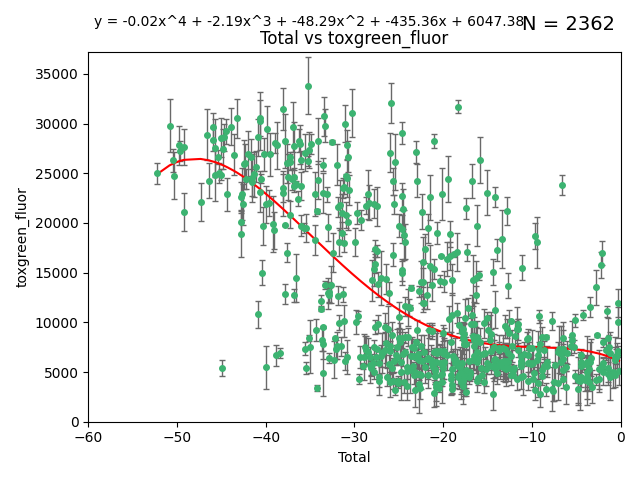 y = -0.02x^4 + -2.19x^3 + -48.29x^2 + -435.36x + 6047.38
N = 2362
Total vs toxgreen_fluor
35000
30000
25000
20000
15000
10000
5000
0
toxgreen_fluor
−60 −50 −40 −30 −20 −10 0
Total